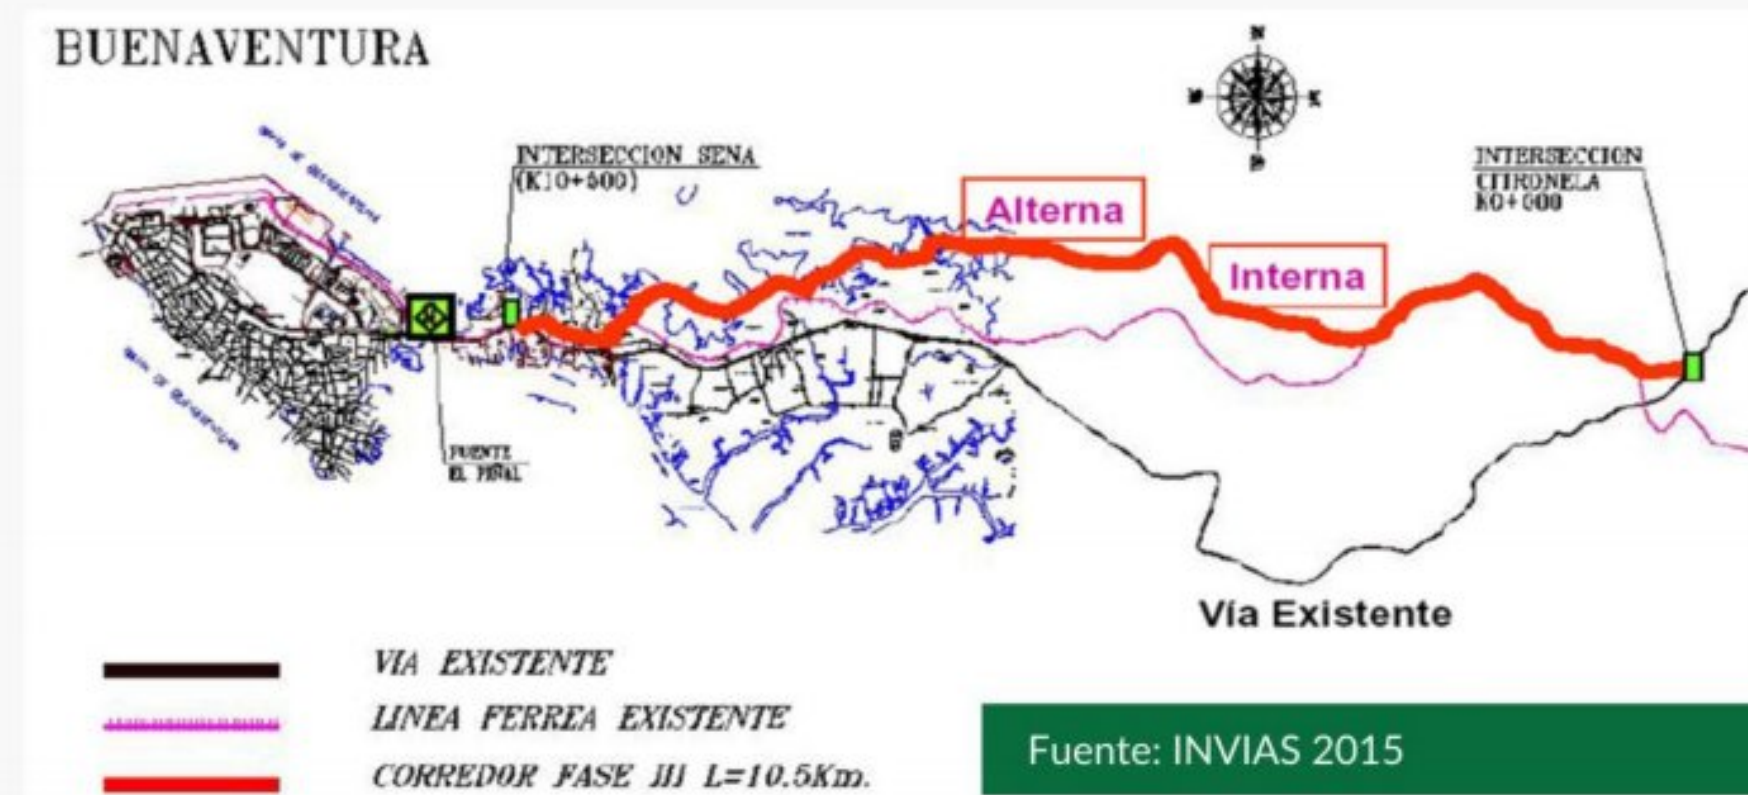 BUENAVENTURA
N
S
INTERSECCION SENA
(K10+500)
INTERSECCION
CITRONELA
K0+000
Alterna
Interna
PUENTE
EL PIÑAL
Vía Existente
VIA EXISTENTE
LINEA FERREA EXISTENTE
CORREDOR FASE III L=10.5Km.
Fuente: INVIAS 2015